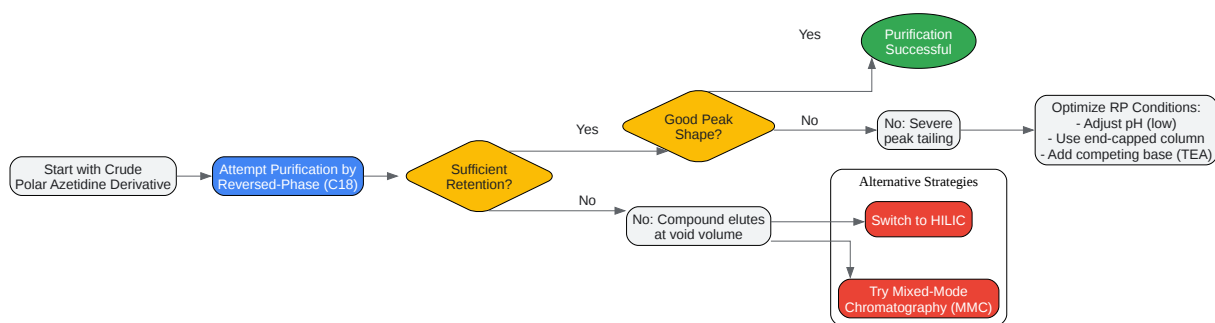 Start with Crude
Polar Azetidine Derivative
Attempt Purification by
Reversed-Phase (C18)
Sufficient
Retention?
Yes
No
Good Peak
Shape?
Yes
Purification
Successful
No
No: Severe
peak tailing
Optimize RP Conditions:
- Adjust pH (low)
- Use end-capped column
- Add competing base (TEA)
No: Compound elutes
at void volume
Alternative Strategies
Switch to HILIC
Try Mixed-Mode
Chromatography (MMC)